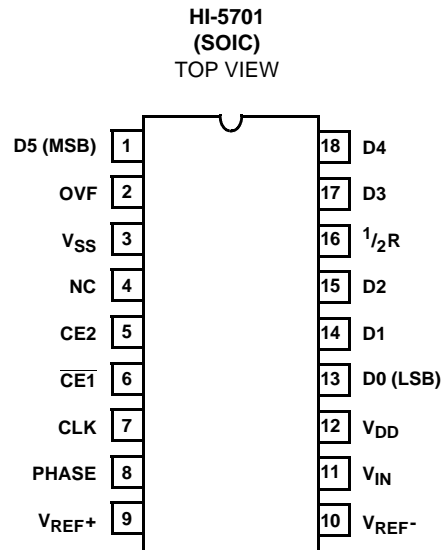 HI-5701
(SOIC)
TOP VIEW
D5 (MSB) 1 18 D4
OVF 2 17 D3
VSS 3 16 1/2R
NC 4 15 D2
CE2 5 14 D1
C̅E̅1̅ 6 13 D0 (LSB)
CLK 7 12 VDD
PHASE 8 11 VIN
VREF+ 9 10 VREF-